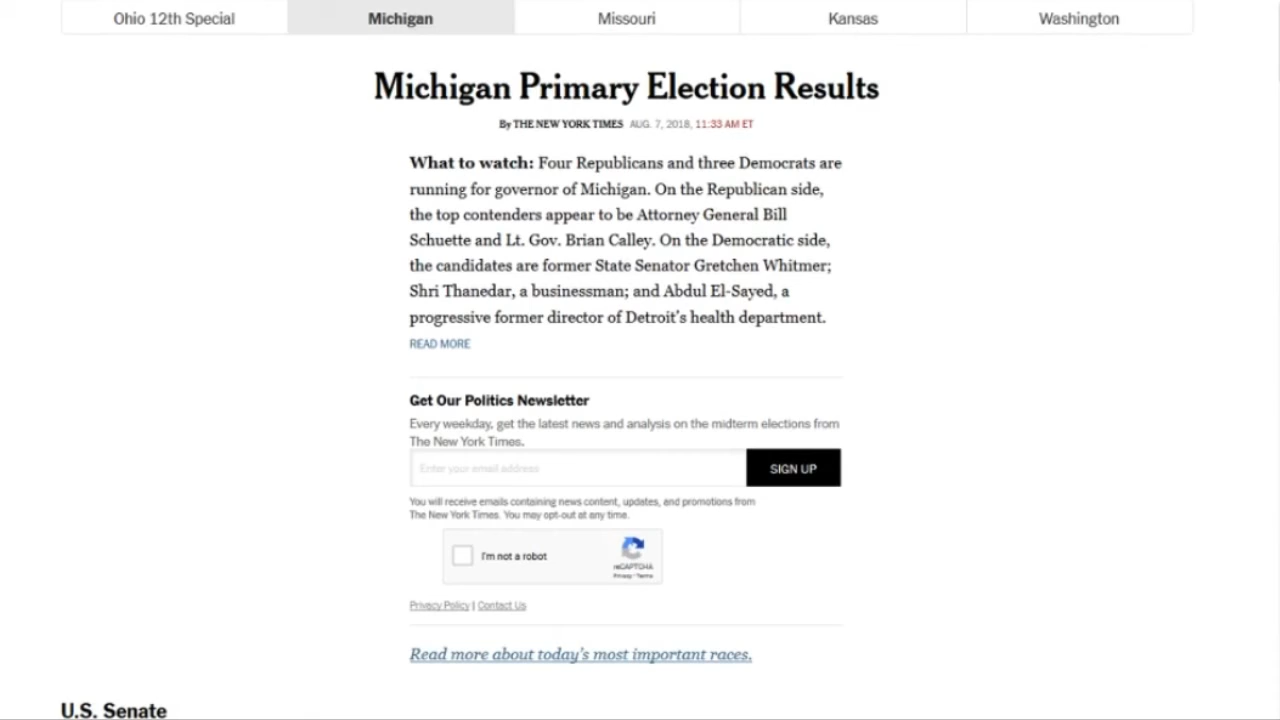 Ohio 12th Special
Michigan
Missouri
Kansas
Washington
Michigan Primary Election Results
By THE NEW YORK TIMES AUG. 7, 2018, 11:33 AM ET
What to watch: Four Republicans and three Democrats are
running for governor of Michigan. On the Republican side,
the top contenders appear to be Attorney General Bill
Schuette and Lt. Gov. Brian Calley. On the Democratic side,
the candidates are former State Senator Gretchen Whitmer;
Shri Thanedar, a businessman; and Abdul El-Sayed, a
progressive former director of Detroit's health department.
READ MORE
Get Our Politics Newsletter
Every weekday, get the latest news and analysis on the midterm elections from
The New York Times.
Enter your email address
SIGN UP
You will receive emails containing news content, updates, and promotions from
The New York Times. You may opt-out at any time.
I'm not a robot
reCAPTCHA
Privacy - Terms
Privacy Policy | Contact Us
Read more about today's most important races.
U.S. Senate